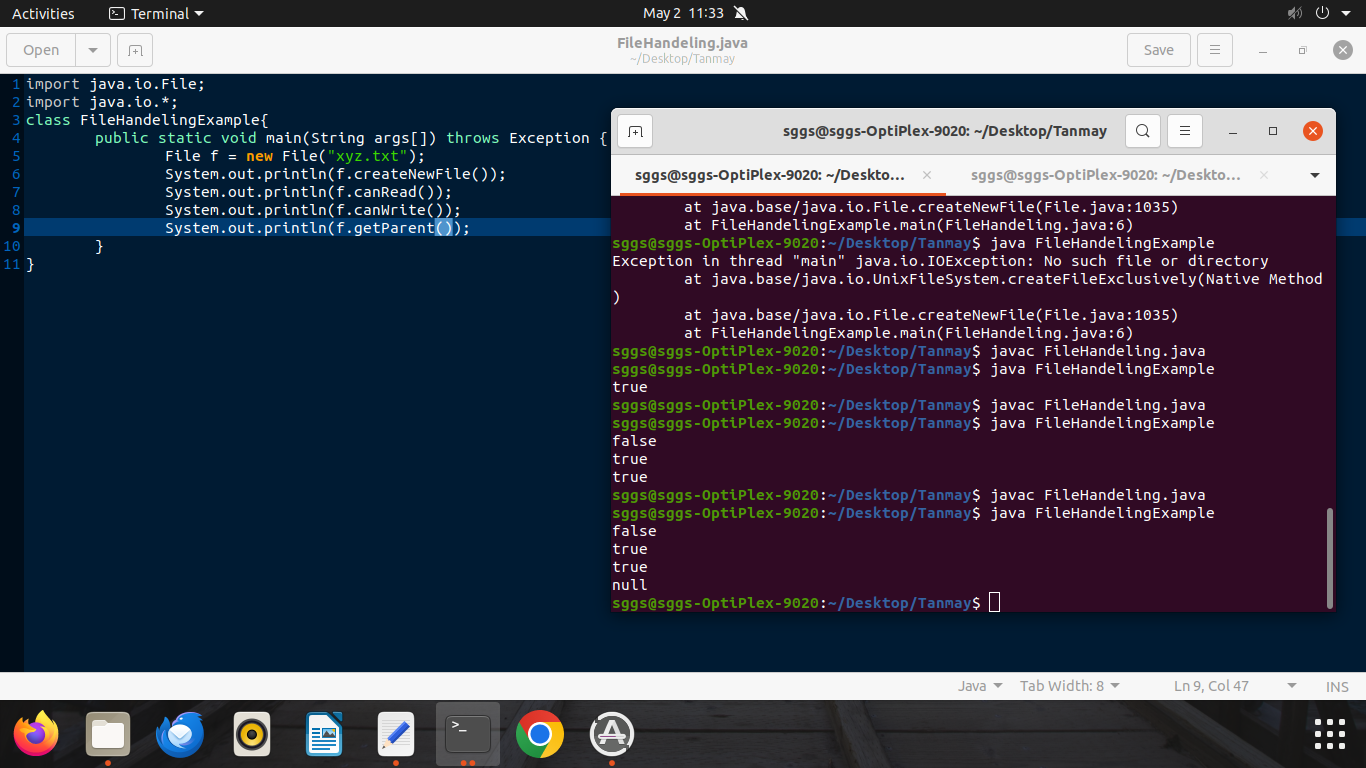 Activities Terminal May 2 11:33
Open FileHandeling.java Save
~/Desktop/Tanmay
1 import java.io.File;
2 import java.io.*;
3 class FileHandelingExample{
4 public static void main(String args[]) throws Exception {
5 File f = new File("xyz.txt");
6 System.out.println(f.createNewFile());
7 System.out.println(f.canRead());
8 System.out.println(f.canWrite());
9 System.out.println(f.getParent());
10 }
11 }
sggs@sggs-OptiPlex-9020: ~/Desktop/Tanmay
sggs@sggs-OptiPlex-9020: ~/Deskto... sggs@sggs-OptiPlex-9020: ~/Deskto...
at java.base/java.io.File.createNewFile(File.java:1035)
at FileHandelingExample.main(FileHandeling.java:6)
sggs@sggs-OptiPlex-9020:~/Desktop/Tanmay$ java FileHandelingExample
Exception in thread "main" java.io.IOException: No such file or directory
at java.base/java.io.UnixFileSystem.createFileExclusively(Native Method
)
at java.base/java.io.File.createNewFile(File.java:1035)
at FileHandelingExample.main(FileHandeling.java:6)
sggs@sggs-OptiPlex-9020:~/Desktop/Tanmay$ javac FileHandeling.java
sggs@sggs-OptiPlex-9020:~/Desktop/Tanmay$ java FileHandelingExample
true
sggs@sggs-OptiPlex-9020:~/Desktop/Tanmay$ javac FileHandeling.java
sggs@sggs-OptiPlex-9020:~/Desktop/Tanmay$ java FileHandelingExample
false
true
true
sggs@sggs-OptiPlex-9020:~/Desktop/Tanmay$ javac FileHandeling.java
sggs@sggs-OptiPlex-9020:~/Desktop/Tanmay$ java FileHandelingExample
false
true
true
null
sggs@sggs-OptiPlex-9020:~/Desktop/Tanmay$
Java Tab Width: 8 Ln 9, Col 47 INS